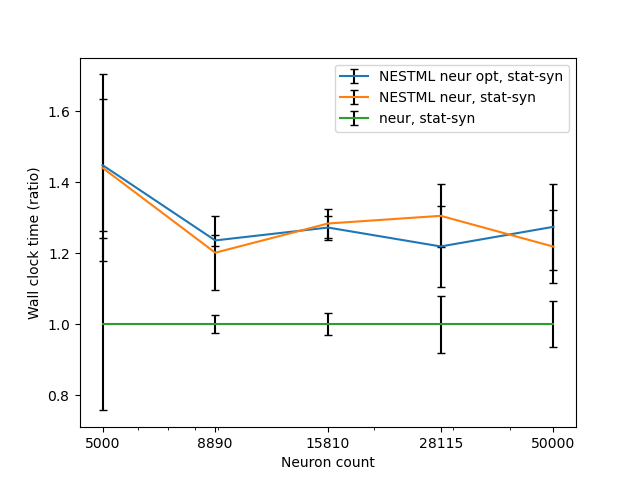 NESTML neur opt, stat-syn
NESTML neur, stat-syn
neur, stat-syn
Wall clock time (ratio)
1.6
1.4
1.2
1.0
0.8
5000 8890 15810 28115 50000
Neuron count